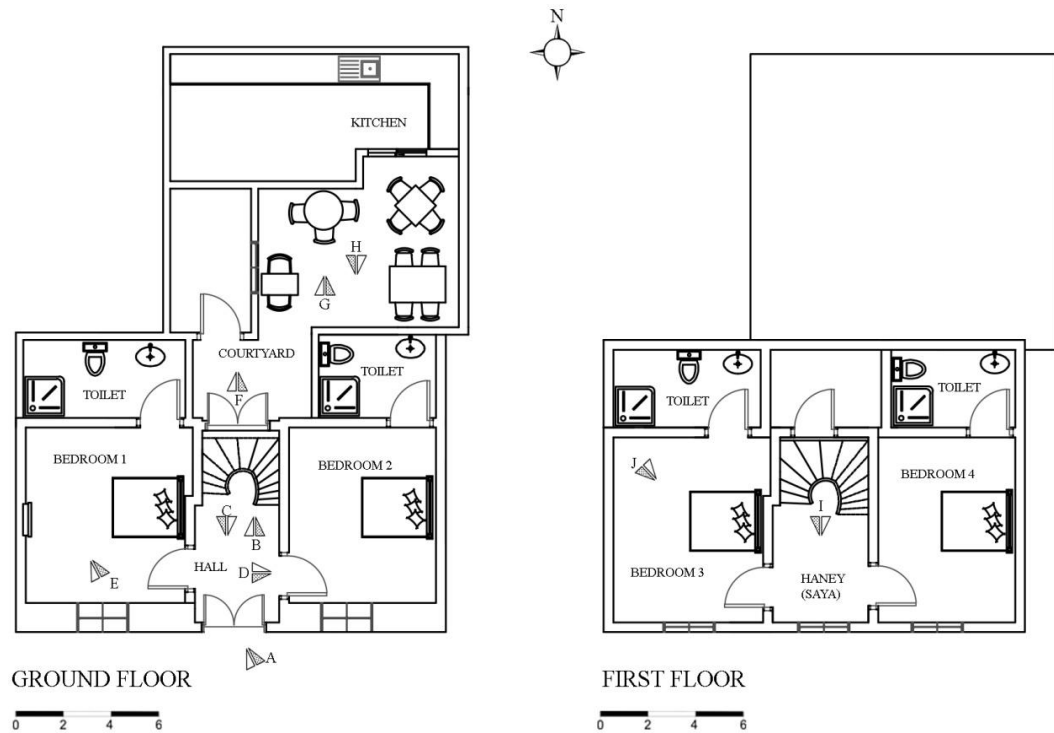 N
KITCHEN
H
G
COURTYARD
TOILET
TOILET
F
BEDROOM 1
BEDROOM 2
C
B
HALL
D
E
A
GROUND FLOOR
0 2 4 6
TOILET
TOILET
J
BEDROOM 4
I
BEDROOM 3
HANEY
(SAYA)
FIRST FLOOR
0 2 4 6